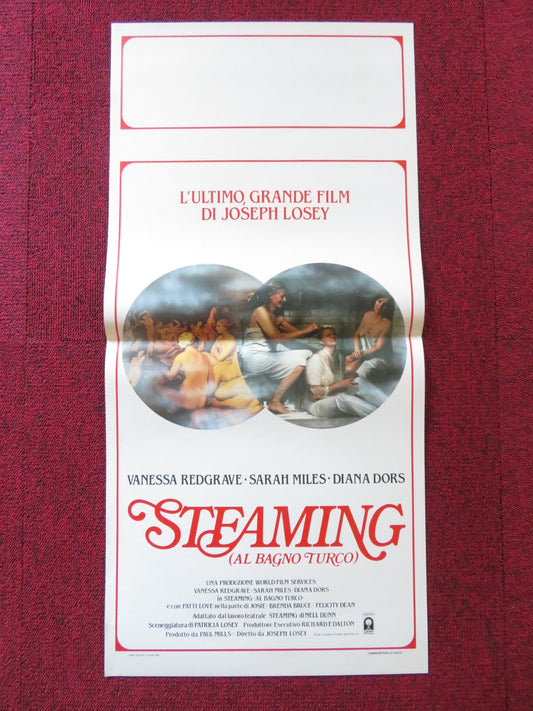 L'ULTIMO, GRANDE FILM
DI JOSEPH LOSEY
VANESSA REDGRAVE · SARAH MILES · DIANA DORS
STEAMING
(AL BAGNO TURCO)
UNA PRODUZIONE WORLD FILM SERVICES
VANESSA REDGRAVE · SARAH MILES · DIANA DORS
in STEAMING ·AL BAGNO TURCO·
e con PATTI LOVE nella parte di JOSIE · BRENDA BRUCE · FELICITY DEAN
Adattato dal lavoro teatrale STEAMING di NELL DUNN
Sceneggiatura di PATRICIA LOSEY Produttore Esecutivo RICHARD F. DALTON
Prodotto da PAUL MILLS · Diretto da JOSEPH LOSEY